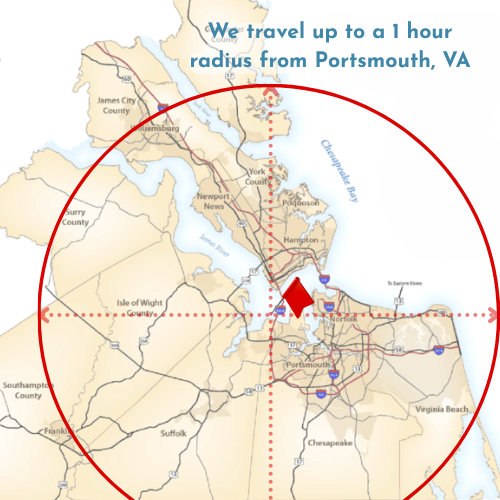 We travel up to a 1 hour
radius from Portsmouth, VA
James City
County
Williamsburg
Chesapeake Bay
York
County
Poquoson
Newport
News
Surry
County
Hampton
James River
To Eastern Shore
Isle of Wight
County
Norfolk
Portsmouth
Southampton
County
Virginia Beach
Franklin
Suffolk
Chesapeake